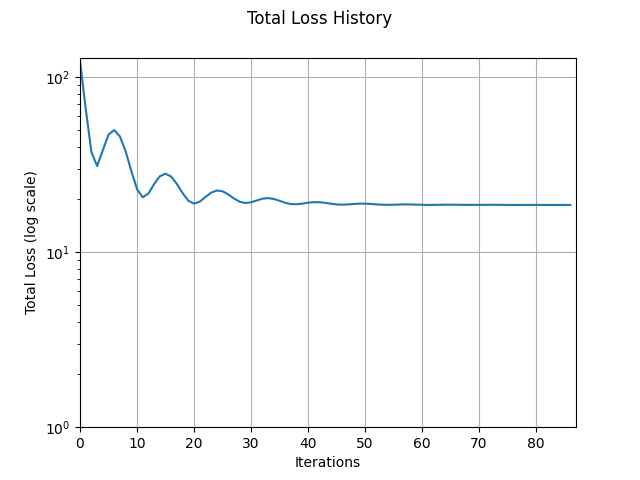 Total Loss History
Total Loss (log scale)
10²
10¹
10⁰
0 10 20 30 40 50 60 70 80
Iterations